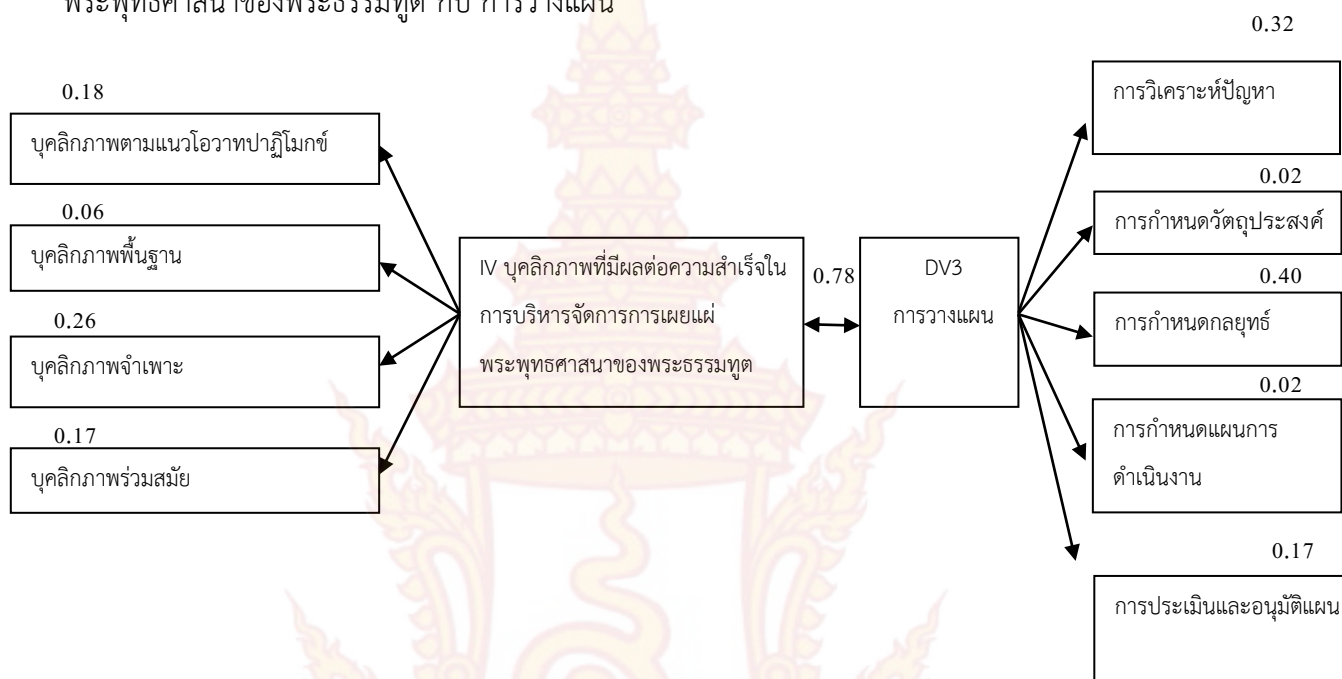 พระพุทธศาสนาของพระธรรมทูต กับ การวางแผน
0.18
บุคลิกภาพตามแนวโอวาทปาฏิโมกข์
0.06
บุคลิกภาพพื้นฐาน
0.26
บุคลิกภาพจำเพาะ
0.17
บุคลิกภาพร่วมสมัย
IV บุคลิกภาพที่มีผลต่อความสำเร็จใน
การบริหารจัดการการเผยแผ่
พระพุทธศาสนาของพระธรรมทูต
0.78
DV3
การวางแผน
0.32
การวิเคราะห์ปัญหา
0.02
การกำหนดวัตถุประสงค์
0.40
การกำหนดกลยุทธ์
0.02
การกำหนดแผนการ
ดำเนินงาน
0.17
การประเมินและอนุมัติแผน